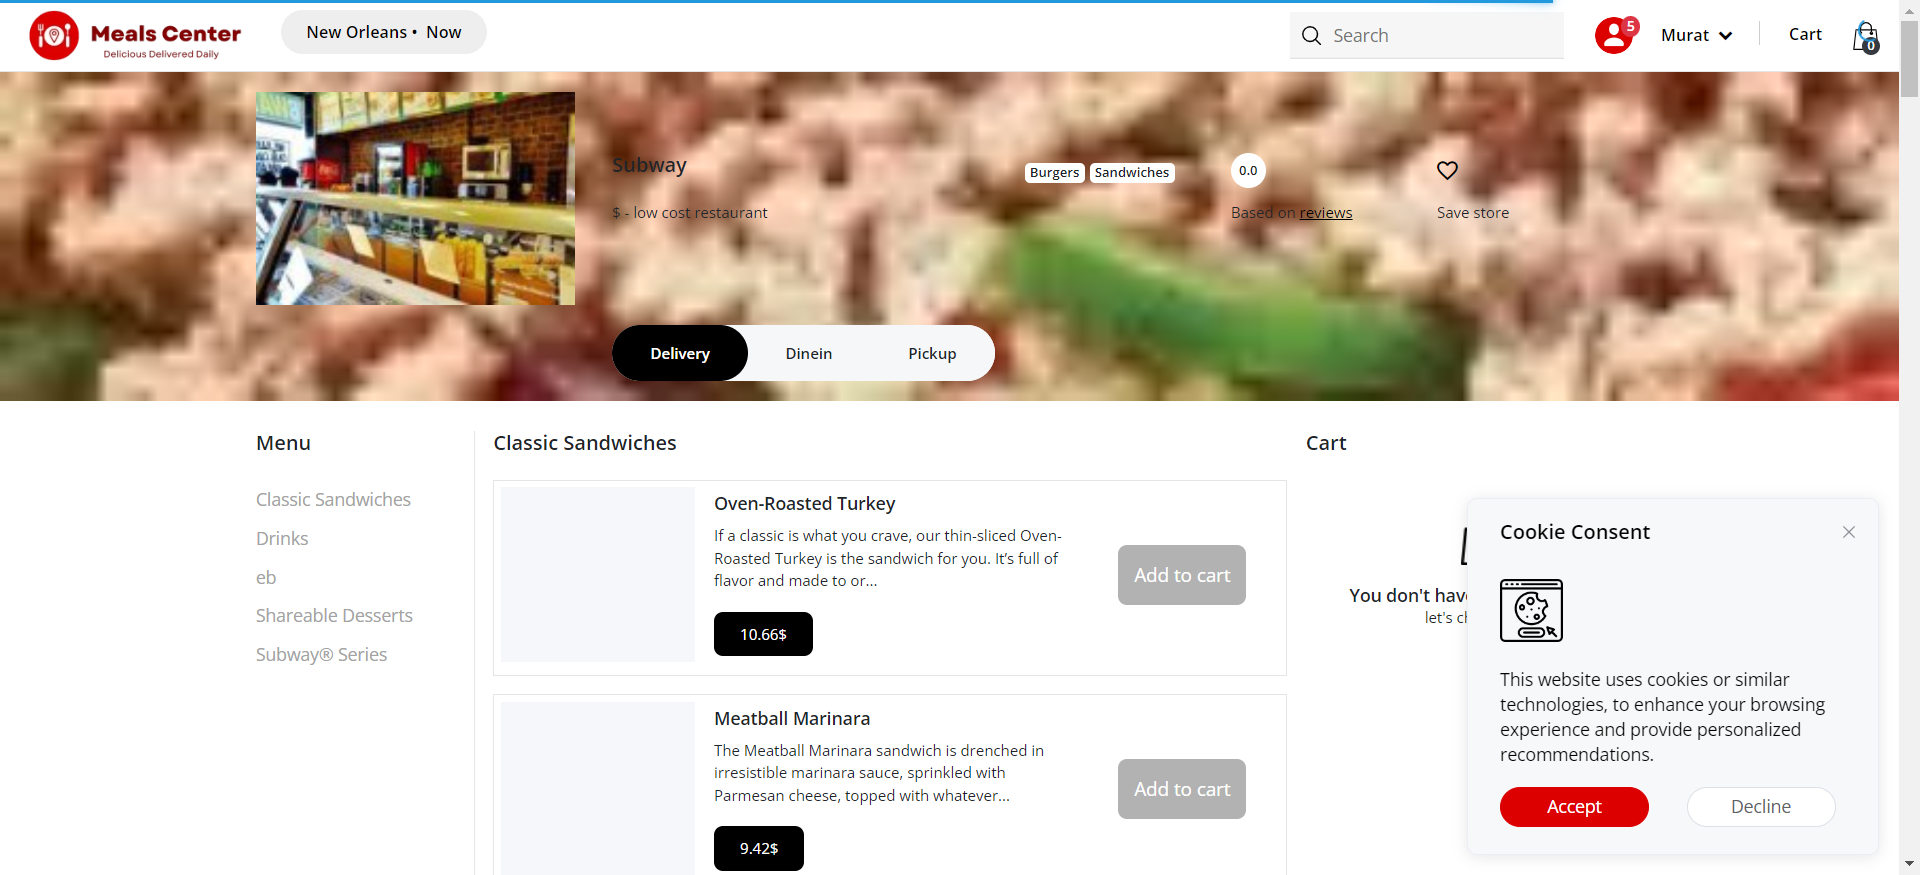 Meals Center
Delicious Delivered Daily
New Orleans • Now
Search
5
Murat
Cart
0
Subway
Burgers
Sandwiches
0.0
$ - low cost restaurant
Based on reviews
Save store
Delivery
Dinein
Pickup
Menu
Classic Sandwiches
Drinks
eb
Shareable Desserts
Subway® Series
Classic Sandwiches
Oven-Roasted Turkey
If a classic is what you crave, our thin-sliced Oven-
Roasted Turkey is the sandwich for you. It’s full of
flavor and made to or...
10.66$
Add to cart
Meatball Marinara
The Meatball Marinara sandwich is drenched in
irresistible marinara sauce, sprinkled with
Parmesan cheese, topped with whatever...
9.42$
Add to cart
Cart
You don't hav
let's
Cookie Consent
This website uses cookies or similar
technologies, to enhance your browsing
experience and provide personalized
recommendations.
Accept
Decline